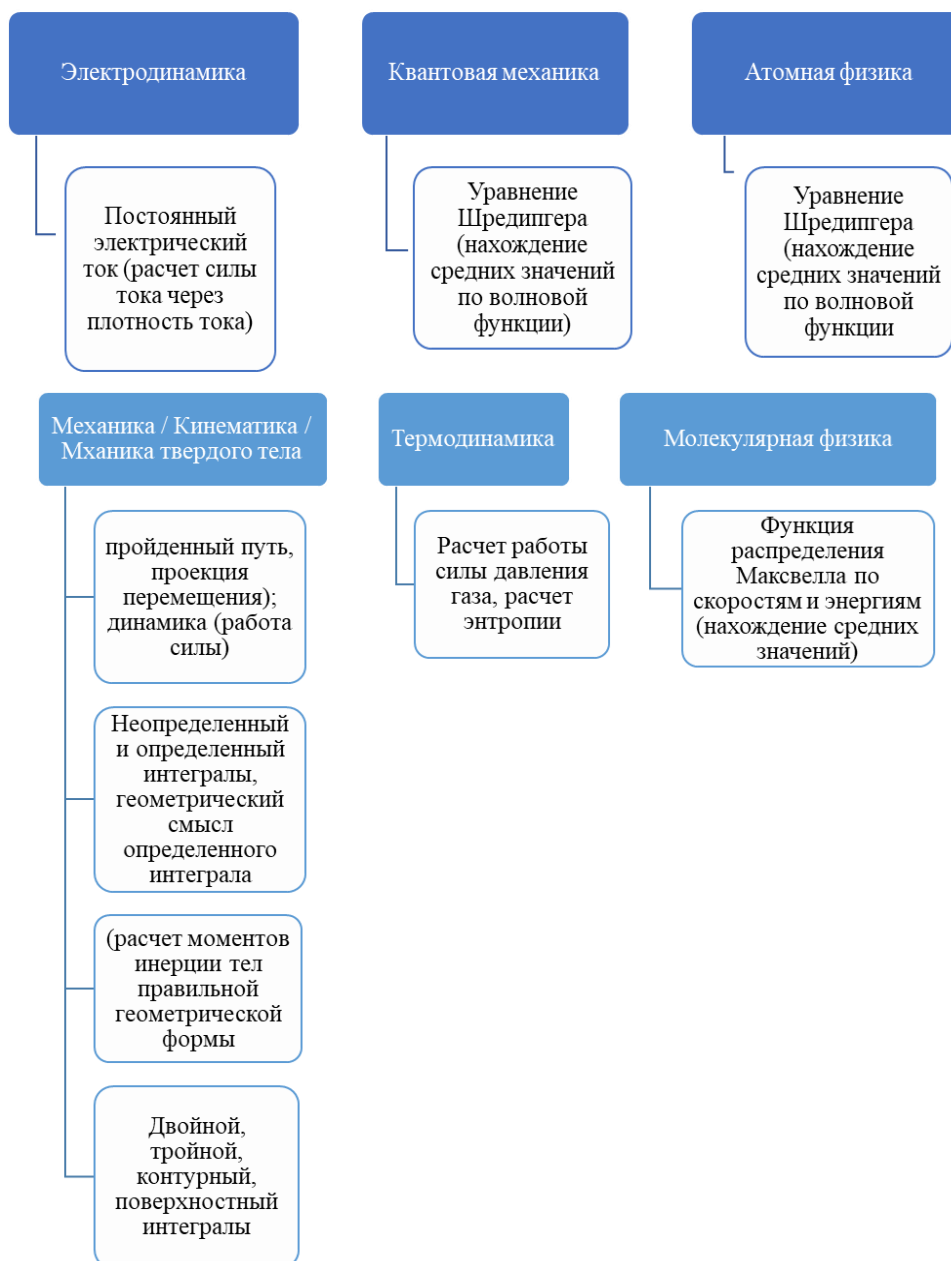 Электродинамика
Постоянный
электрический
ток (расчет силы
тока через
плотность тока)
Квантовая механика
Уравнение
Шредипгера
(нахождение
средних значений
по волновой
функции)
Атомная физика
Уравнение
Шредипгера
(нахождение
средних значений
по волновой
функции
Механика / Кинематика /
Мханика твердого тела
пройденный путь,
проекция
перемещения);
динамика (работа
силы)
Неопределенный
и определенный
интегралы,
геометрический
смысл
определенного
интеграла
(расчет моментов
инерции тел
правильной
геометрической
формы
Двойной,
тройной,
контурный,
поверхностный
интегралы
Термодинамика
Расчет работы
силы давления
газа, расчет
энтропии
Молекулярная физика
Функция
распределения
Максвелла по
скоростям и энергиям
(нахождение средних
значений)